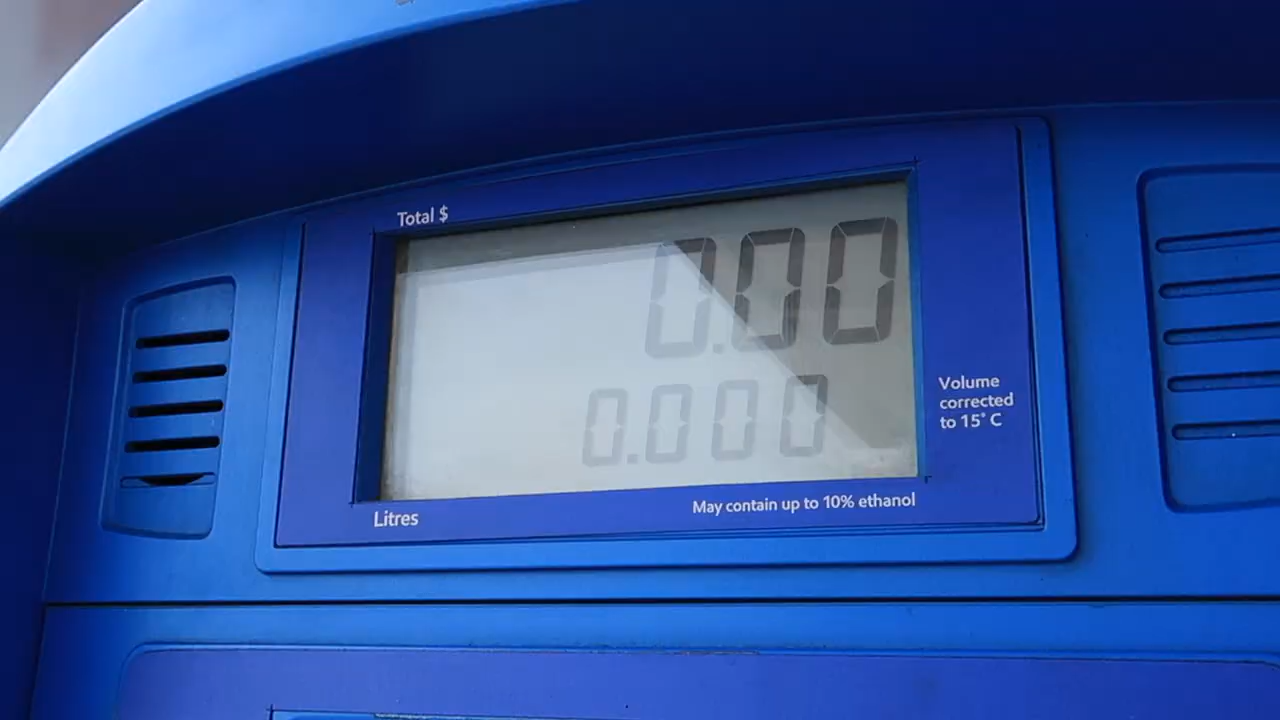 Total $
0.00
0.000
Volume
corrected
to 15° C
Litres
May contain up to 10% ethanol